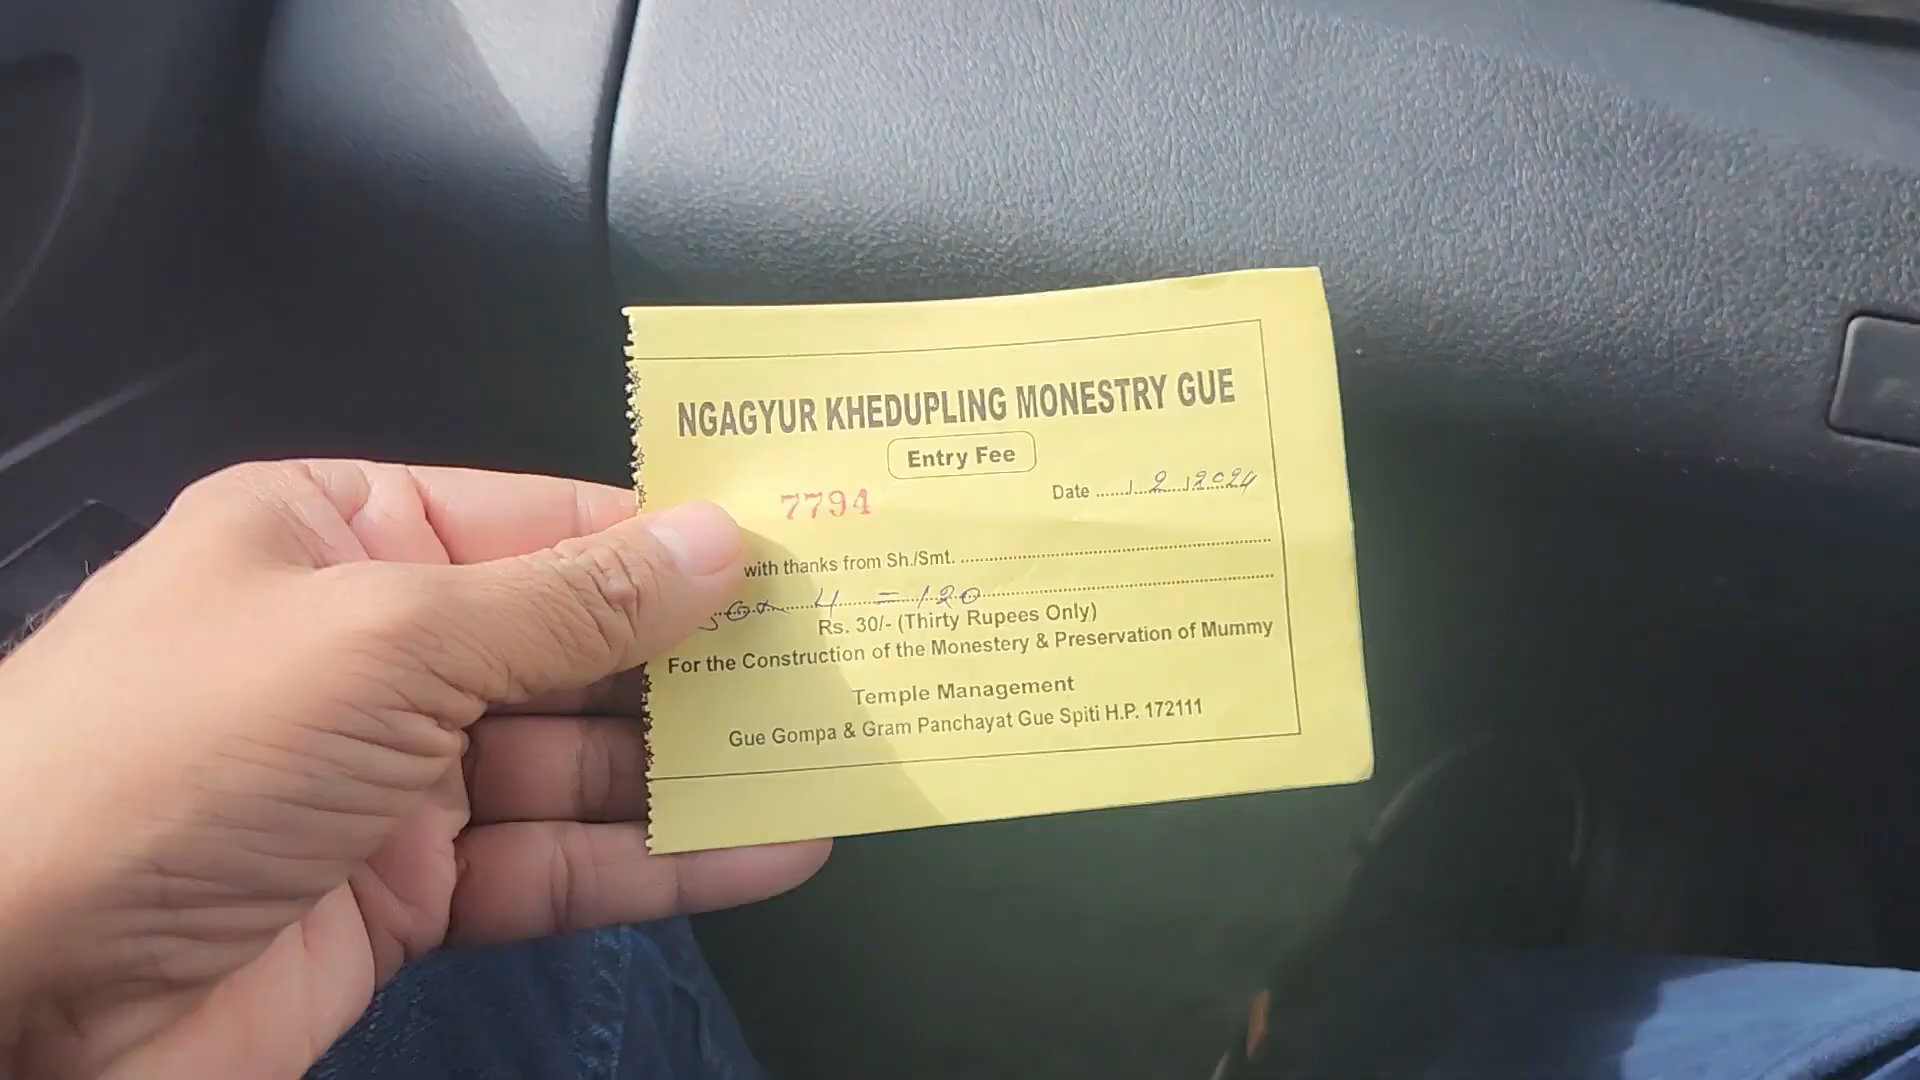 NGAGYUR KHEDUPLING MONESTRY GUE
Entry Fee
7794
Date 1/2/2024
with thanks from Sh./Smt.
4 = 120
Rs. 30/- (Thirty Rupees Only)
For the Construction of the Monestery & Preservation of Mummy
Temple Management
Gue Gompa & Gram Panchayat Gue Spiti H.P. 172111